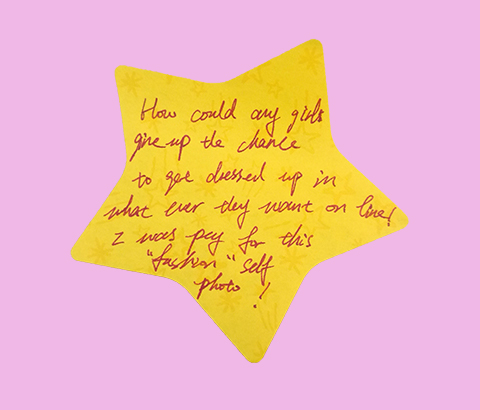 How could any girls
give up the chance
to get dressed up in
what ever they want on line!
I was pay for this
"fashion" self
photo!